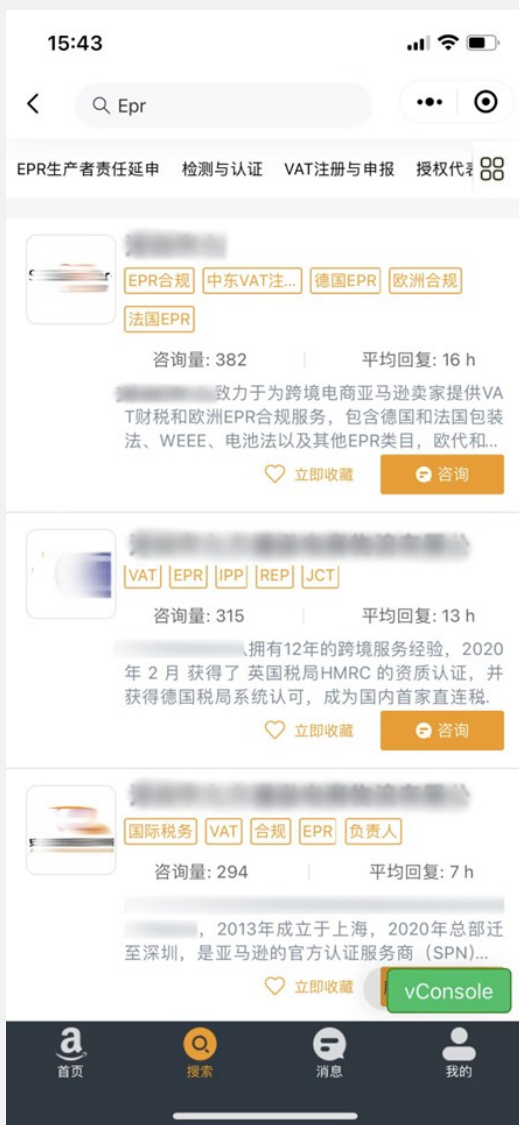 15:43
Epr
EPR生产者责任延申 检测与认证 VAT注册与申报 授权代
EPR合规 中东VAT注... 德国EPR 欧洲合规
法国EPR
咨询量: 382 平均回复: 16 h
致力于为跨境电商亚马逊卖家提供VA
T财税和欧洲EPR合规服务，包含德国和法国包装
法、WEEE、电池法以及其他EPR类目，欧代和...
立即收藏 咨询
VAT EPR IPP REP JCT
咨询量: 315 平均回复: 13 h
拥有12年的跨境服务经验，2020
年 2 月 获得了 英国税局HMRC 的资质认证，并
获得德国税局系统认可，成为国内首家直连税.
立即收藏 咨询
国际税务 VAT 合规 EPR 负责人
咨询量: 294 平均回复: 7 h
，2013年成立于上海，2020年总部迁
至深圳，是亚马逊的官方认证服务商（SPN)...
立即收藏 vConsole
首页 搜索 消息 我的